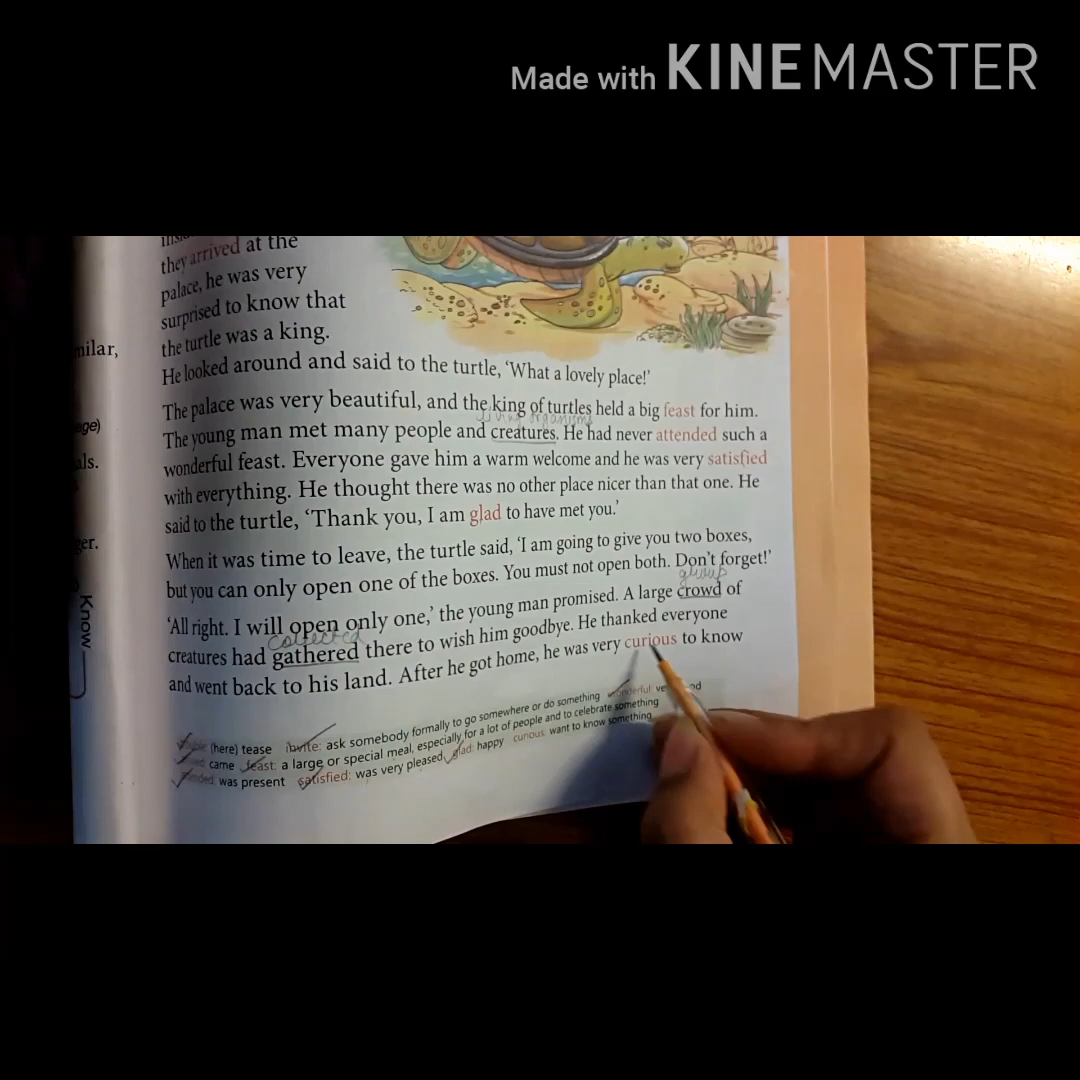 Made with KINEMASTER
they arrived at the
palace, he was very
surprised to know that
the turtle was a king.
He looked around and said to the turtle, ‘What a lovely place!’
The palace was very beautiful, and the king of turtles held a big feast for him.
living organisms
The young man met many people and creatures. He had never attended such a
wonderful feast. Everyone gave him a warm welcome and he was very satisfied
with everything. He thought there was no other place nicer than that one. He
said to the turtle, ‘Thank you, I am glad to have met you.’
When it was time to leave, the turtle said, ‘I am going to give you two boxes,
but you can only open one of the boxes. You must not open both. Don’t forget!’
group
‘All right. I will open only one,’ the young man promised. A large crowd of
collected
creatures had gathered there to wish him goodbye. He thanked everyone
and went back to his land. After he got home, he was very curious to know
(here) tease invite: ask somebody formally to go somewhere or do something
came feast: a large or special meal, especially for a lot of people and to celebrate something
was present satisfied: was very pleased glad: happy curious: want to know something
milar,
als.
ger.
Know